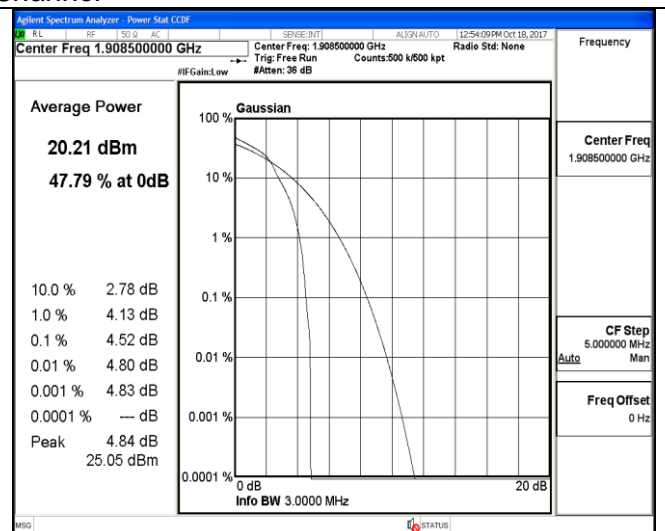 Channel
Agilent Spectrum Analyzer - Power Stat CCDF
RL RF 50 Ω AC SENSE:INT ALIGN AUTO 12:54:09 PM Oct 18, 2017
Center Freq 1.908500000 GHz
Center Freq: 1.908500000 GHz Radio Std: None
Trig: Free Run Counts:500 k/500 kpt
#IFGain:Low #Atten: 36 dB
Frequency
Average Power
20.21 dBm
47.79 % at 0dB
10.0 % 2.78 dB
1.0 % 4.13 dB
0.1 % 4.52 dB
0.01 % 4.80 dB
0.001 % 4.83 dB
0.0001 % --- dB
Peak 4.84 dB
25.05 dBm
Gaussian
100 %
10 %
1 %
0.1 %
0.01 %
0.001 %
0.0001 %
0 dB 20 dB
Info BW 3.0000 MHz
Center Freq
1.908500000 GHz
CF Step
5.000000 MHz
Auto Man
Freq Offset
0 Hz
MSG STATUS